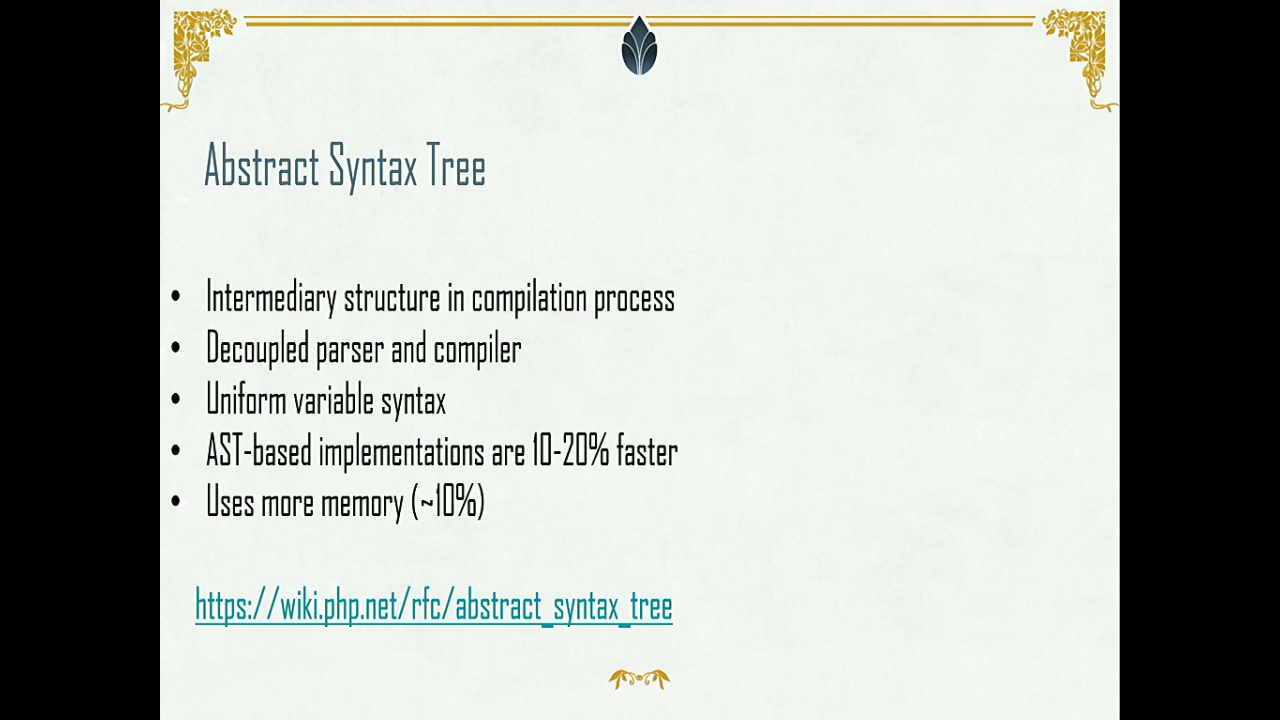 Abstract Syntax Tree
• Intermediary structure in compilation process
• Decoupled parser and compiler
• Uniform variable syntax
• AST-based implementations are 10-20% faster
• Uses more memory (~10%)
https://wiki.php.net/rfc/abstract_syntax_tree